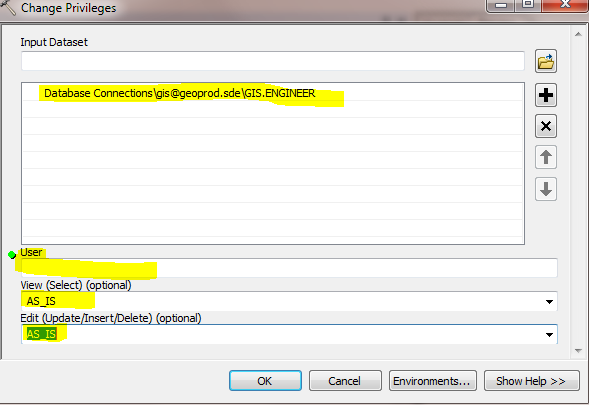 Change Privileges
Input Dataset
Database Connections\gis@geoprod.sde\GIS.ENGINEER
User
View (Select) (optional)
AS_IS
Edit (Update/Insert/Delete) (optional)
AS_IS
OK
Cancel
Environments...
Show Help >>